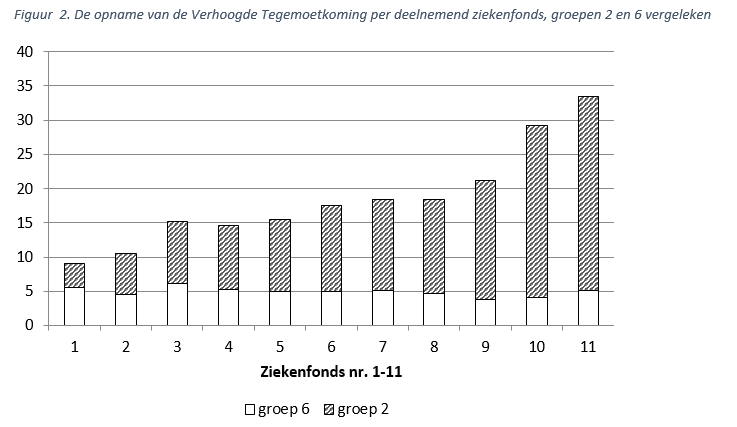 Figuur 2. De opname van de Verhoogde Tegemoetkoming per deelnemend ziekenfonds, groepen 2 en 6 vergeleken
40
35
30
25
20
15
10
5
0
1 2 3 4 5 6 7 8 9 10 11
Ziekenfonds nr. 1-11
groep 6 groep 2